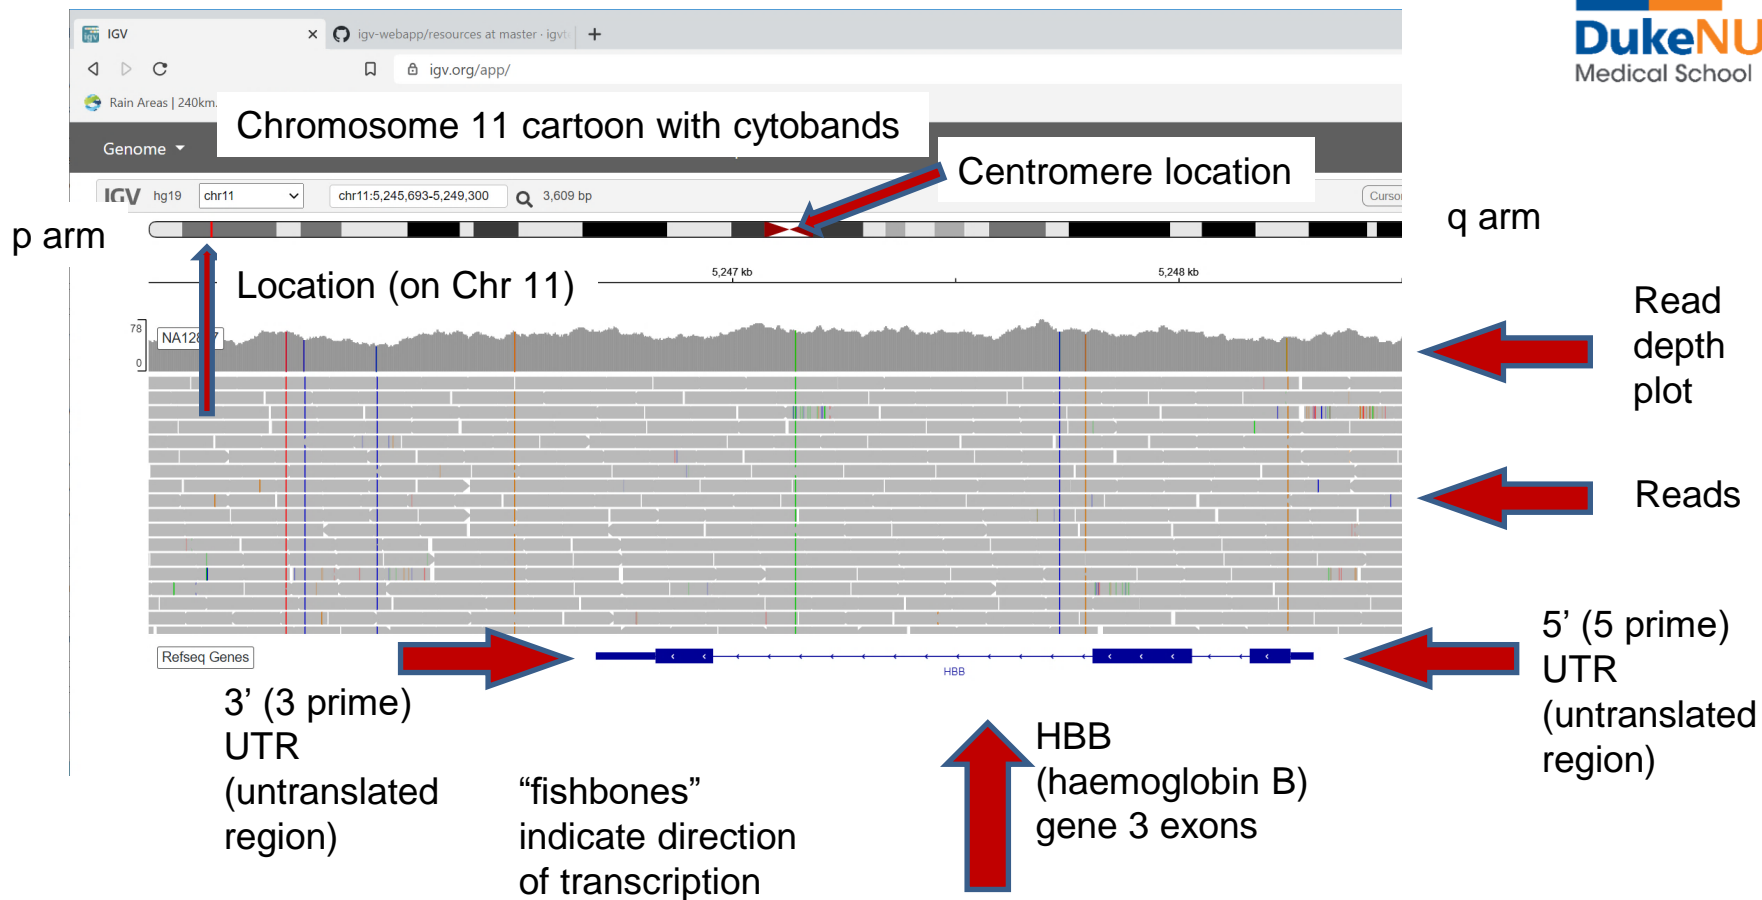 DukeNU
Medical School
IGV
igv-webapp/resources at master · igvte
igv.org/app/
Rain Areas | 240km.
Chromosome 11 cartoon with cytobands
Genome
Centromere location
IGV hg19 chr11 chr11:5,245,693-5,249,300 3,609 bp
Curso
p arm
q arm
5,247 kb 5,248 kb
Location (on Chr 11)
78
0
Read
depth
plot
Reads
Refseq Genes
HBB
3’ (3 prime)
UTR
(untranslated
region)
“fishbones”
indicate direction
of transcription
HBB
(haemoglobin B)
gene 3 exons
5’ (5 prime)
UTR
(untranslated
region)